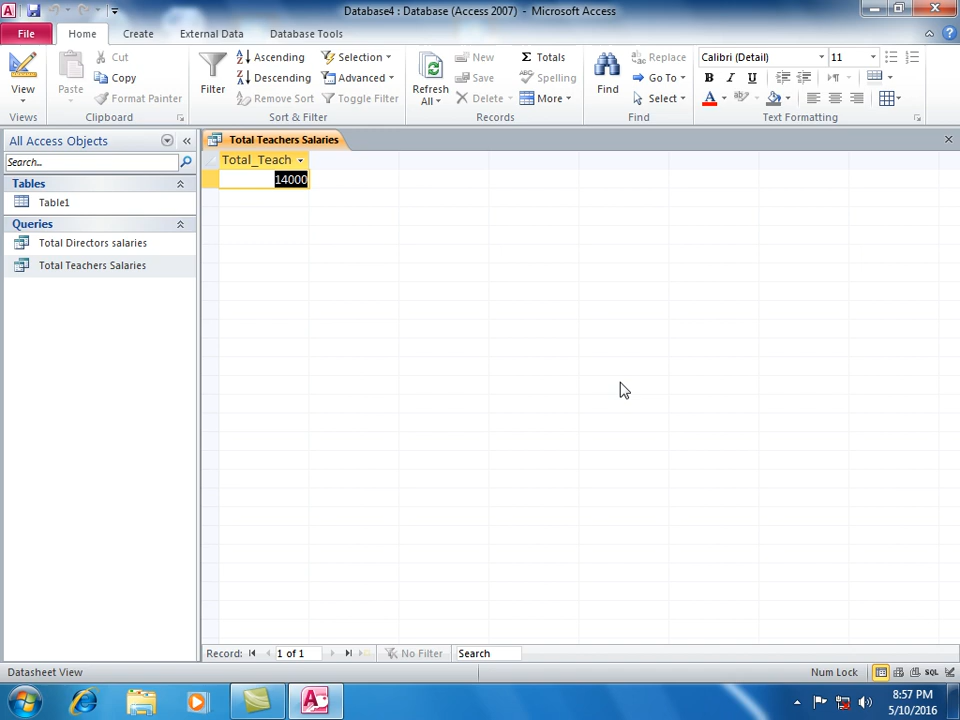 Database4 : Database (Access 2007) - Microsoft Access
File Home Create External Data Database Tools
View
Views
Paste
Cut
Copy
Format Painter
Clipboard
Filter
Ascending
Descending
Remove Sort
Selection
Advanced
Toggle Filter
Sort & Filter
Refresh
All
New
Save
Delete
Totals
Spelling
More
Records
Find
Replace
Go To
Select
Find
Calibri (Detail) 11
B I U
A
Text Formatting
All Access Objects
Search...
Tables
Table1
Queries
Total Directors salaries
Total Teachers Salaries
Total Teachers Salaries
Total_Teach
14000
Record: 1 of 1 No Filter Search
Datasheet View
Num Lock
SQL
8:57 PM
5/10/2016